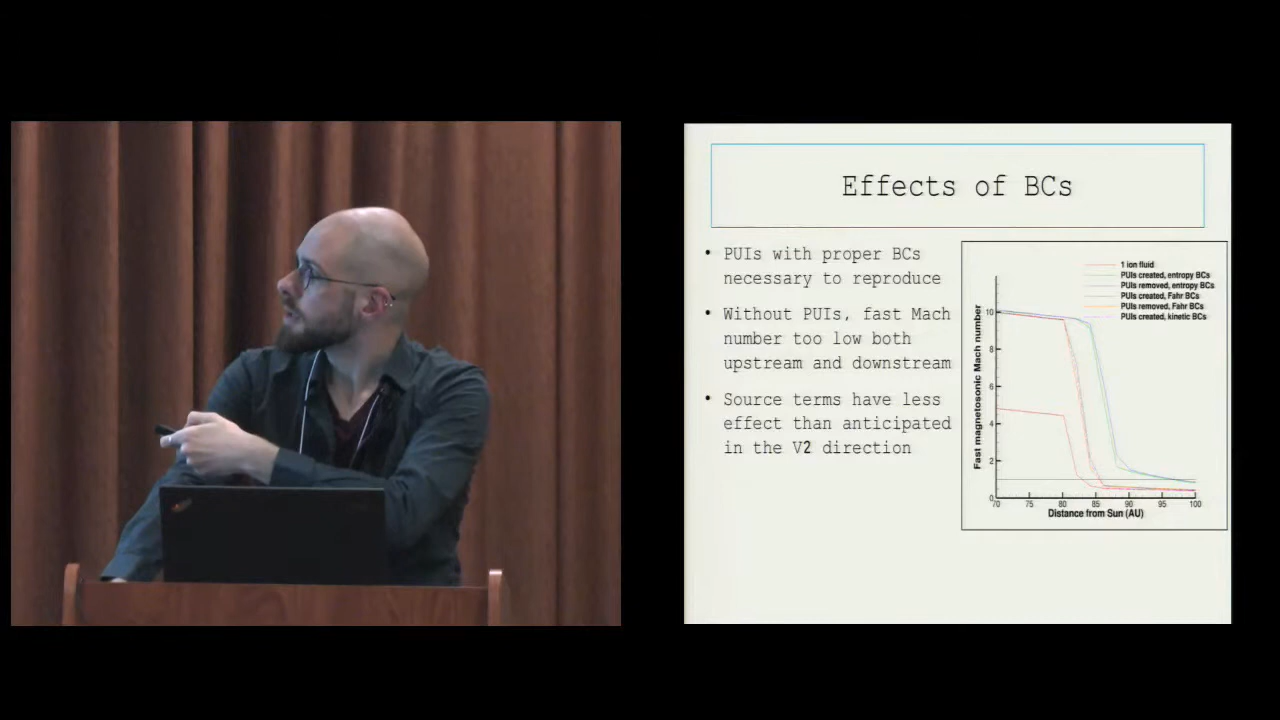 Effects of BCs
• PUIs with proper BCs
necessary to reproduce
• Without PUIs, fast Mach
number too low both
upstream and downstream
• Source terms have less
effect than anticipated
in the V2 direction
1 ion fluid
PUIs created, entropy BCs
PUIs removed, entropy BCs
PUIs created, Fahr BCs
PUIs removed, Fahr BCs
PUIs created, kinetic BCs
Fast magnetosonic Mach number
10
8
6
4
2
0
70 75 80 85 90 95 100
Distance from Sun (AU)